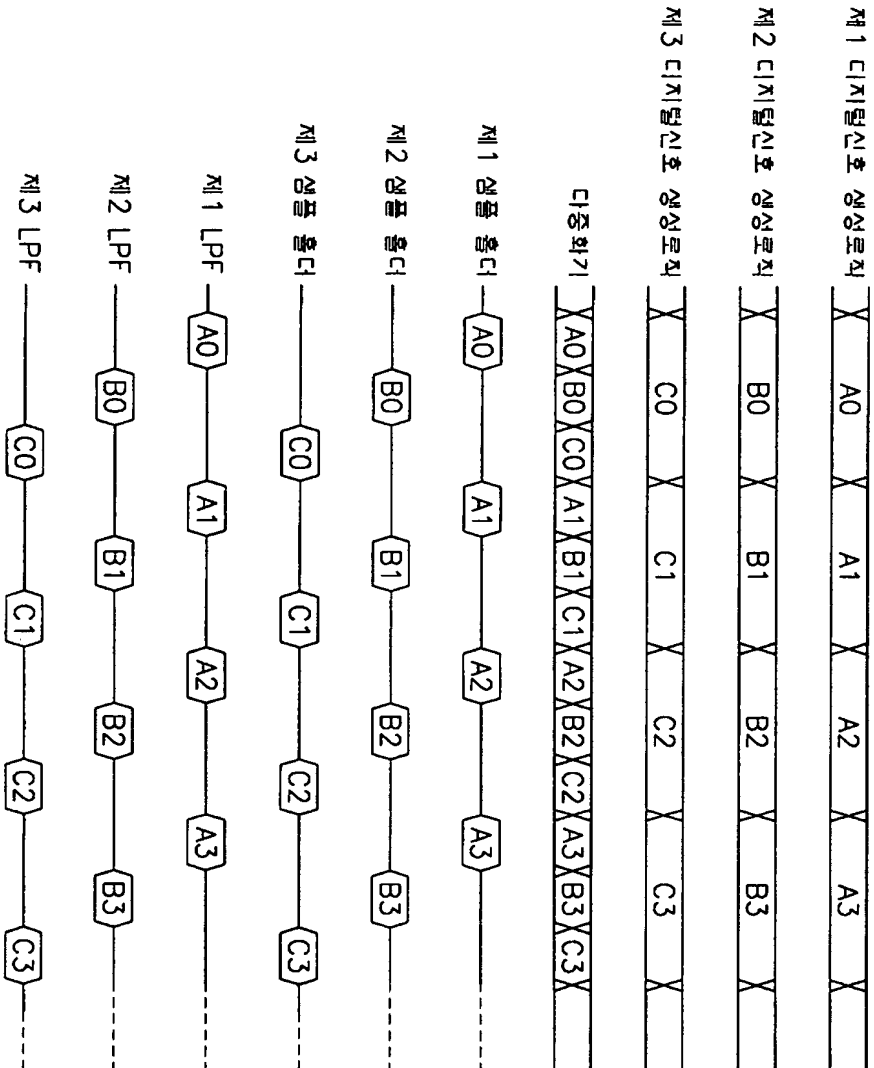 제1 디지털신호 생성로직 A0 A1 A2 A3
제2 디지털신호 생성로직 B0 B1 B2 B3
제3 디지털신호 생성로직 C0 C1 C2 C3
다중화기 A0 B0 C0 A1 B1 C1 A2 B2 C2 A3 B3 C3
제1 샘플 홀더 A0 A1 A2 A3
제2 샘플 홀더 B0 B1 B2 B3
제3 샘플 홀더 C0 C1 C2 C3
제1 LPF A0 A1 A2 A3
제2 LPF B0 B1 B2 B3
제3 LPF C0 C1 C2 C3